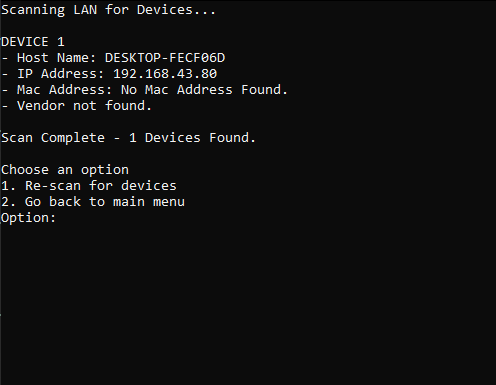 Scanning LAN for Devices...
DEVICE 1
- Host Name: DESKTOP-FECF06D
- IP Address: 192.168.43.80
- Mac Address: No Mac Address Found.
- Vendor not found.
Scan Complete - 1 Devices Found.
Choose an option
1. Re-scan for devices
2. Go back to main menu
Option: